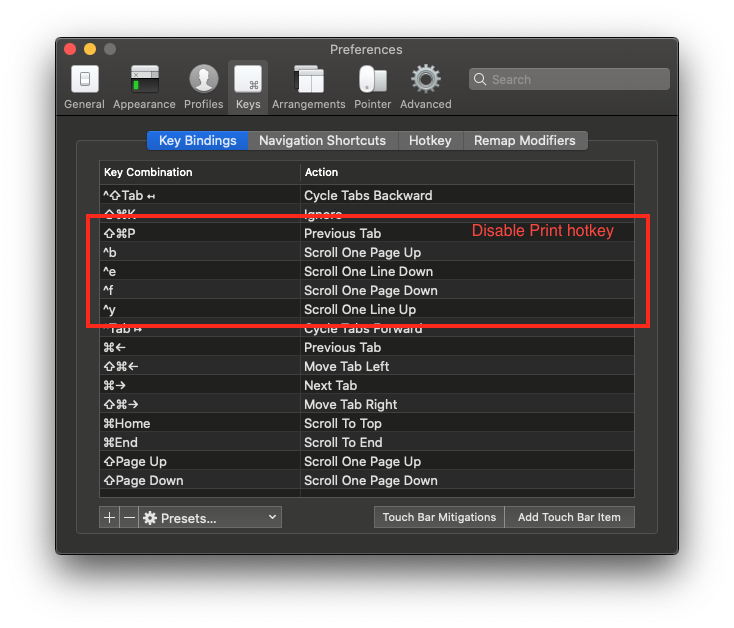 Preferences
General Appearance Profiles Keys Arrangements Pointer Advanced Search
Key Bindings Navigation Shortcuts Hotkey Remap Modifiers
Key Combination Action
^⇧Tab ↤ Cycle Tabs Backward
⇧⌘K Ignore
⇧⌘P Previous Tab Disable Print hotkey
^b Scroll One Page Up
^e Scroll One Line Down
^f Scroll One Page Down
^y Scroll One Line Up
^Tab ↦ Cycle Tabs Forward
⌘← Previous Tab
⇧⌘← Move Tab Left
⌘→ Next Tab
⇧⌘→ Move Tab Right
⌘Home Scroll To Top
⌘End Scroll To End
⇧Page Up Scroll One Page Up
⇧Page Down Scroll One Page Down
+ − Presets... Touch Bar Mitigations Add Touch Bar Item